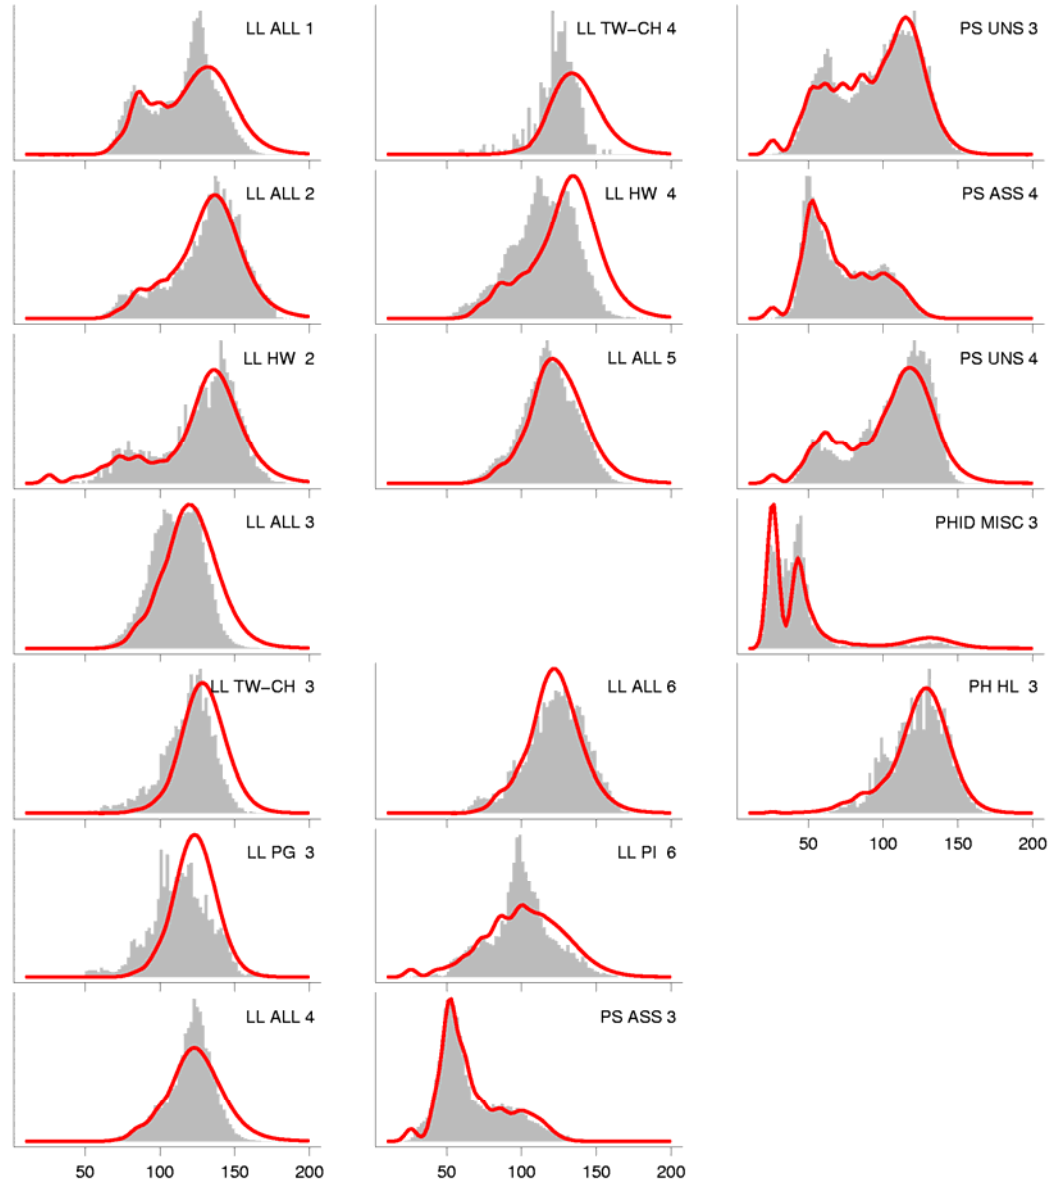 LL ALL 1
LL ALL 2
LL HW 2
LL ALL 3
LL TW-CH 3
LL PG 3
LL ALL 4
50 100 150 200
LL TW-CH 4
LL HW 4
LL ALL 5
LL ALL 6
LL PI 6
PS ASS 3
50 100 150 200
PS UNS 3
PS ASS 4
PS UNS 4
PHID MISC 3
PH HL 3
50 100 150 200